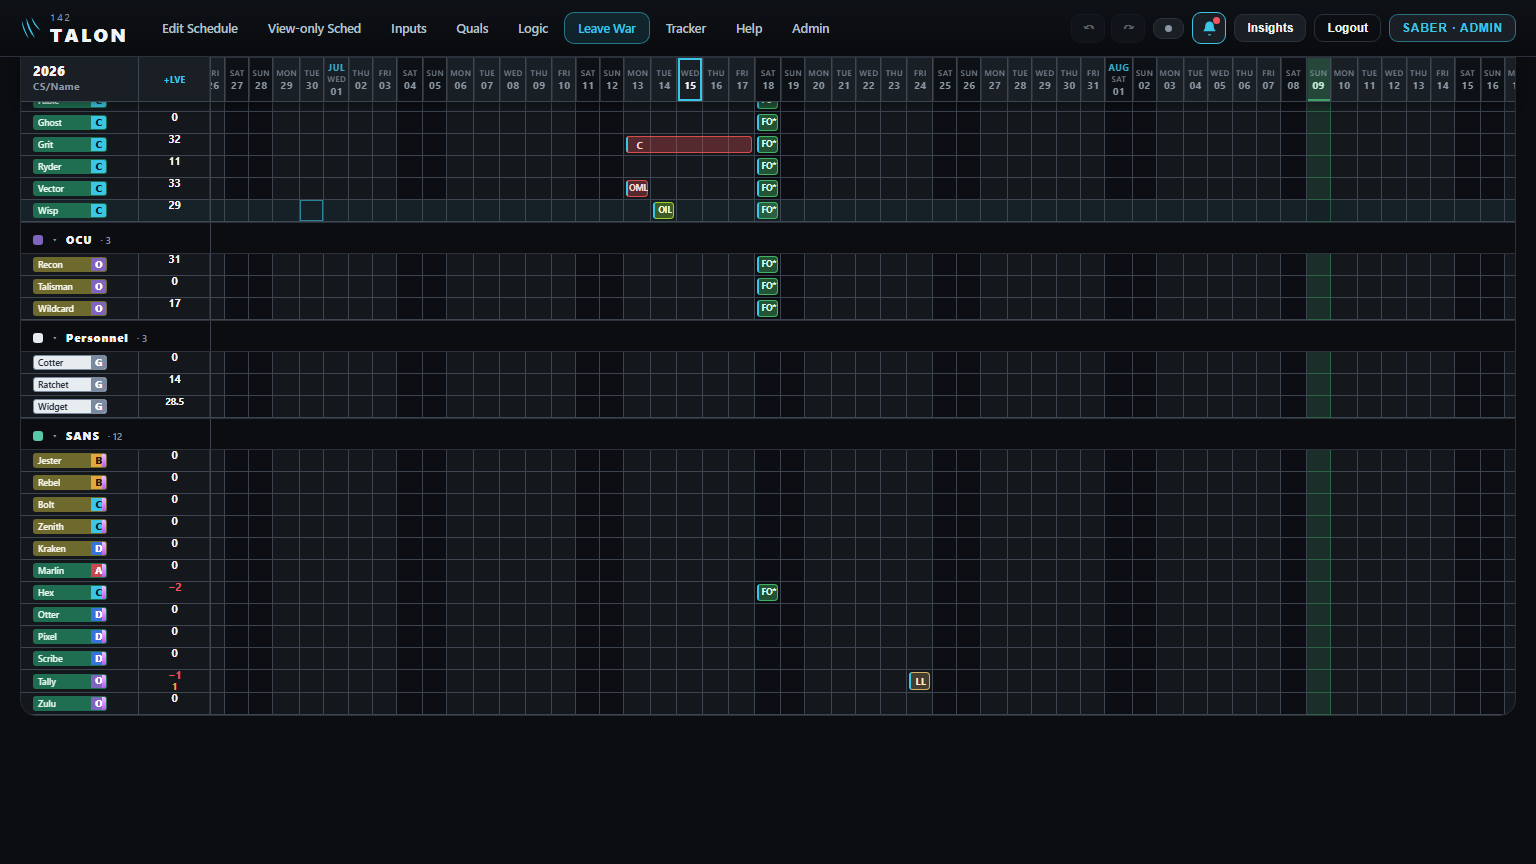 142
TALON
Edit Schedule
View-only Sched
Inputs
Quals
Logic
Leave War
Tracker
Help
Admin
Insights
Logout
SABER · ADMIN
2026
CS/Name
+LVE
SAT 27
SUN 28
MON 29
TUE 30
JUL WED 01
THU 02
FRI 03
SAT 04
SUN 05
MON 06
TUE 07
WED 08
THU 09
FRI 10
SAT 11
SUN 12
MON 13
TUE 14
WED 15
THU 16
FRI 17
SAT 18
SUN 19
MON 20
TUE 21
WED 22
THU 23
FRI 24
SAT 25
SUN 26
MON 27
TUE 28
WED 29
THU 30
FRI 31
AUG SAT 01
SUN 02
MON 03
TUE 04
WED 05
THU 06
FRI 07
SAT 08
SUN 09
MON 10
TUE 11
WED 12
THU 13
FRI 14
SAT 15
SUN 16
Ghost C 0 FO*
Grit C 32 C FO*
Ryder C 11 FO*
Vector C 33 OML FO*
Wisp C 29 OIL FO*
OCU · 3
Recon O 31 FO*
Talisman O 0 FO*
Wildcard O 17 FO*
Personnel · 3
Cotter G 0
Ratchet G 14
Widget G 28.5
SANS · 12
Jester B 0
Rebel B 0
Bolt C 0
Zenith C 0
Kraken D 0
Marlin A 0
Hex C −2 FO*
Otter D 0
Pixel D 0
Scribe D 0
Tally O −1 LL
1
Zulu O 0